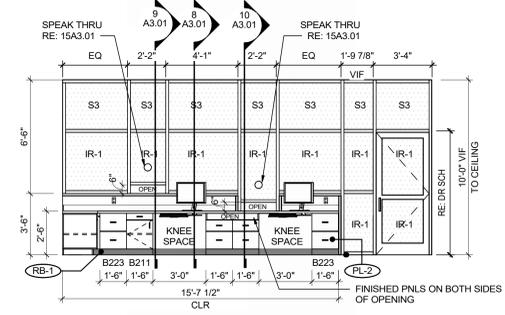 9
A3.01
8
A3.01
10
A3.01
SPEAK THRU
RE: 15A3.01
SPEAK THRU
RE: 15A3.01
EQ 2'-2" 4'-1" 2'-2" EQ 1'-9 7/8" 3'-4"
VIF
S3 S3 S3 S3 S3 S3
6'-6"
IR-1 IR-1 IR-1 IR-1 IR-1 IR-1
6"
OPEN
6"
OPEN
OPEN
10'-0" VIF
TO CEILING
RE: DR SCH
3'-6"
2'-6"
KNEE
SPACE
KNEE
SPACE
IR-1 IR-1
RB-1
B223 B211 B223
PL-2
1'-6" 1'-6" 3'-0" 1'-6" 1'-6" 3'-0" 1'-6"
15'-7 1/2"
CLR
FINISHED PNLS ON BOTH SIDES
OF OPENING